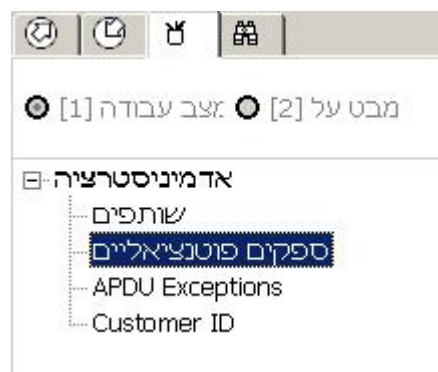 מצב עבודה [1] מבט על [2]
אדמיניסטרציה
שותפים
ספקים פוטנציאליים
APDU Exceptions
Customer ID